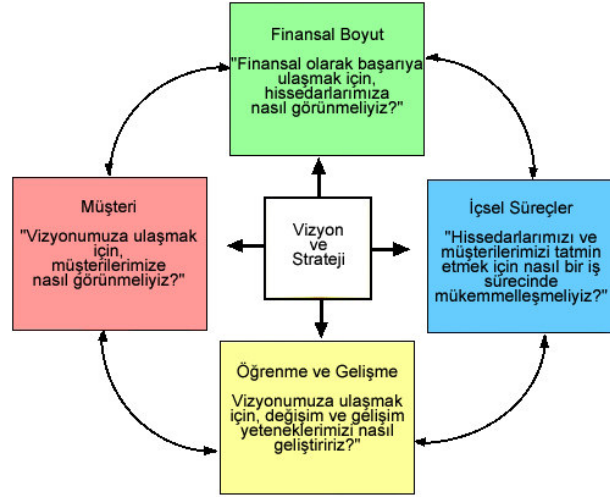 Finansal Boyut
"Finansal olarak başarıya
ulaşmak için,
hissedarlarımıza
nasıl görünmeliyiz?"
Müşteri
"Vizyonumuza ulaşmak
için,
müşterilerimize
nasıl görünmeliyiz?"
Vizyon
ve
Strateji
İçsel Süreçler
"Hissedarlarımızı ve
müşterilerimizi tatmin
etmek için nasıl bir iş
sürecinde
mükemmelleşmeliyiz?"
Öğrenme ve Gelişme
Vizyonumuza ulaşmak
için, değişim ve gelişim
yeteneklerimizi nasıl
geliştiririz?"